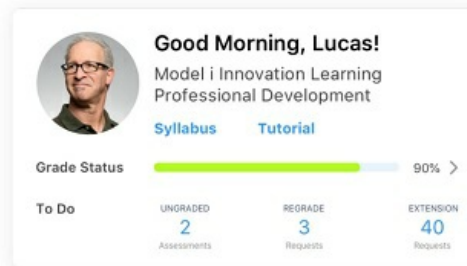 Good Morning, Lucas!
Model i Innovation Learning
Professional Development
Syllabus Tutorial
Grade Status 90%
To Do UNGRADED REGRADE EXTENSION
2 3 40
Assessments Requests Requests